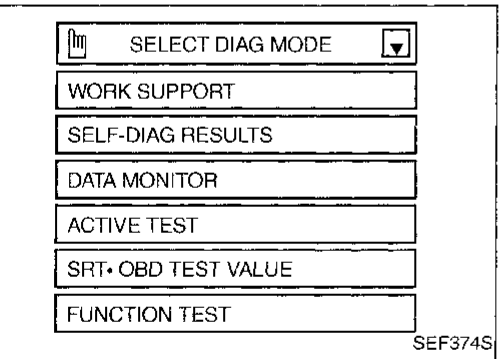 SELECT DIAG MODE
WORK SUPPORT
SELF-DIAG RESULTS
DATA MONITOR
ACTIVE TEST
SRT• OBD TEST VALUE
FUNCTION TEST
SEF374S